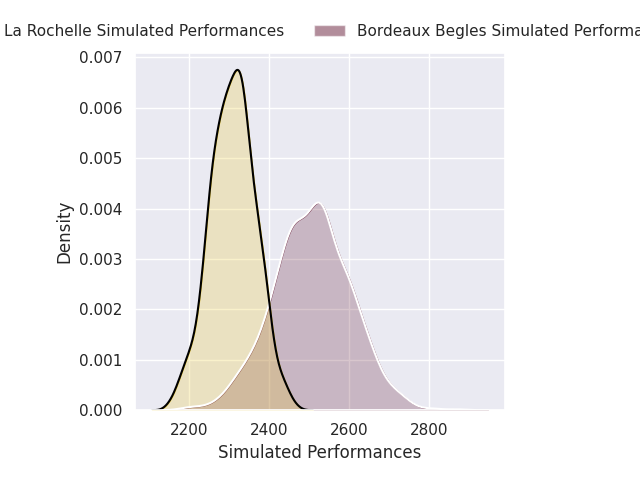 La Rochelle Simulated Performances
Bordeaux Begles Simulated Performa
0.007
0.006
0.005
0.004
0.003
0.002
0.001
0.000
Density
2200 2400 2600 2800
Simulated Performances